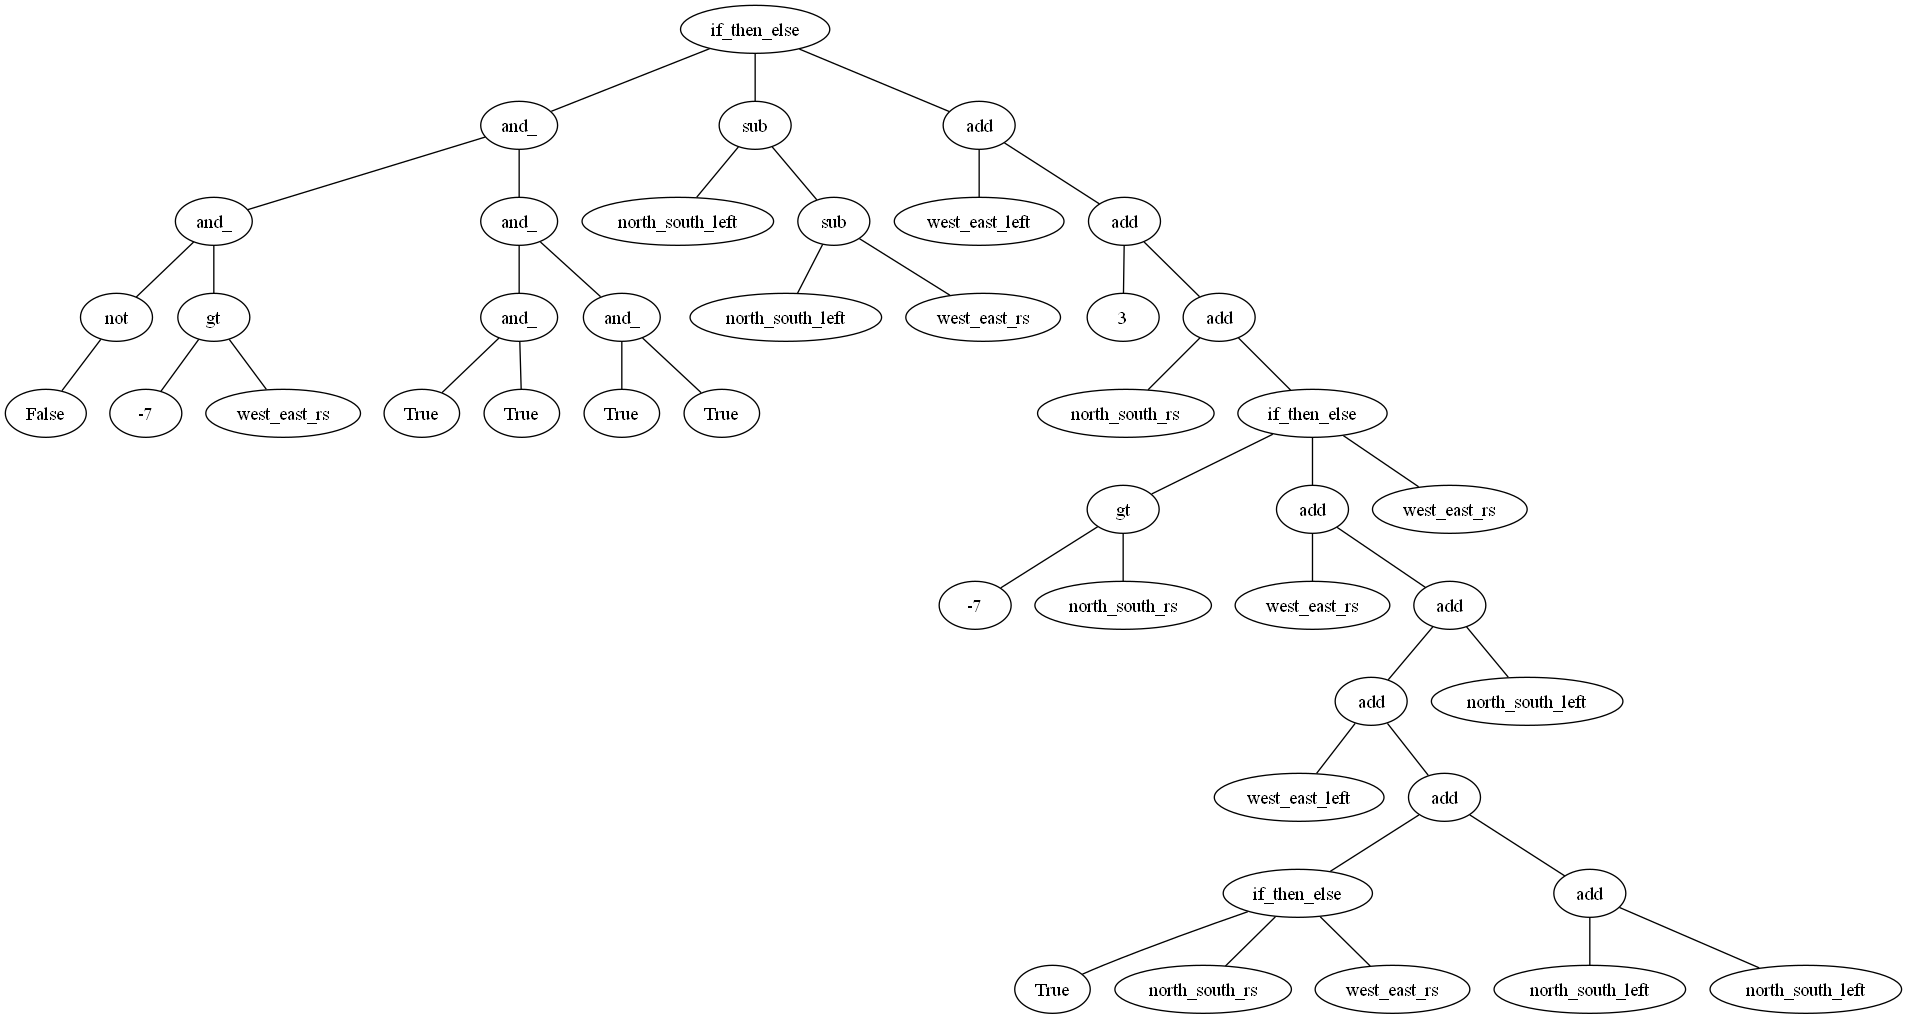 if_then_else
and_
sub
add
and_
and_
north_south_left
sub
west_east_left
add
not
gt
and_
and_
north_south_left
west_east_rs
3
add
False
-7
west_east_rs
True
True
True
True
north_south_rs
if_then_else
gt
add
west_east_rs
-7
north_south_rs
west_east_rs
add
add
north_south_left
west_east_left
add
if_then_else
add
True
north_south_rs
west_east_rs
north_south_left
north_south_left